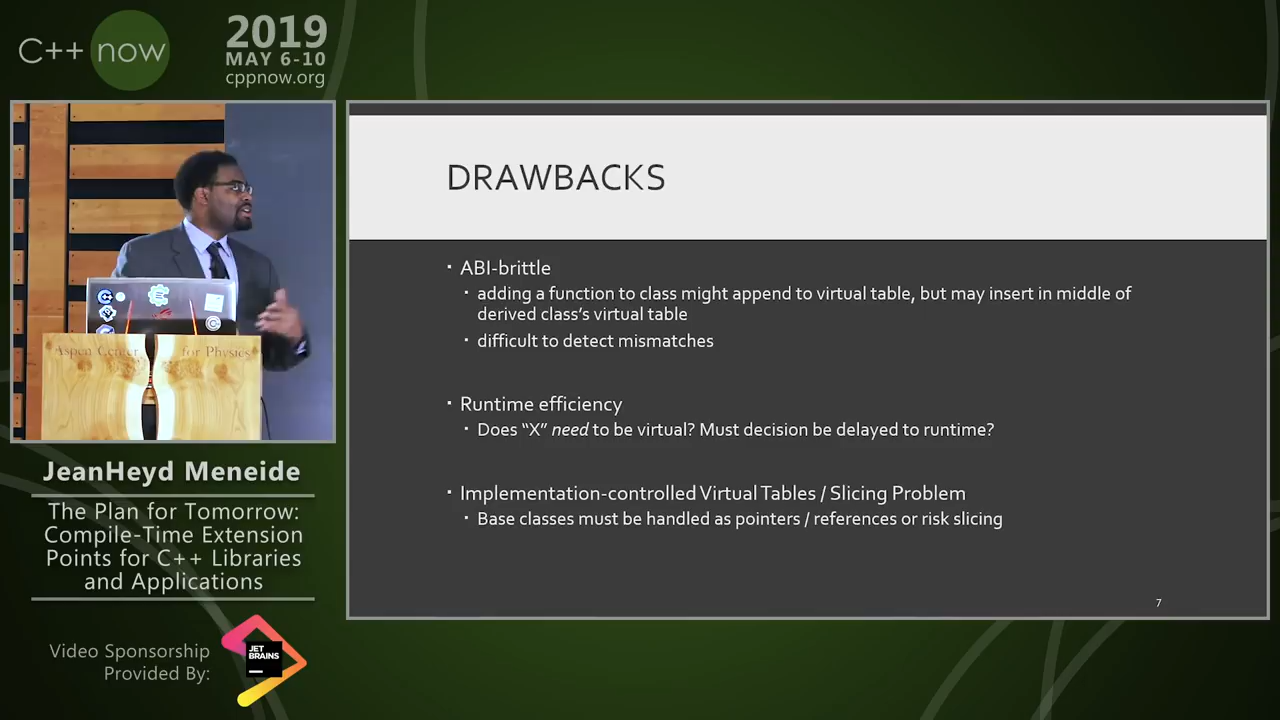 C++ now
2019
MAY 6-10
cppnow.org
Aspen Center for Physics
JeanHeyd Meneide
The Plan for Tomorrow:
Compile-Time Extension
Points for C++ Libraries
and Applications
Video Sponsorship
Provided By:
JET
BRAINS
DRAWBACKS
▪ ABI-brittle
▪ adding a function to class might append to virtual table, but may insert in middle of
derived class’s virtual table
▪ difficult to detect mismatches
▪ Runtime efficiency
▪ Does “X” need to be virtual? Must decision be delayed to runtime?
▪ Implementation-controlled Virtual Tables / Slicing Problem
▪ Base classes must be handled as pointers / references or risk slicing
7